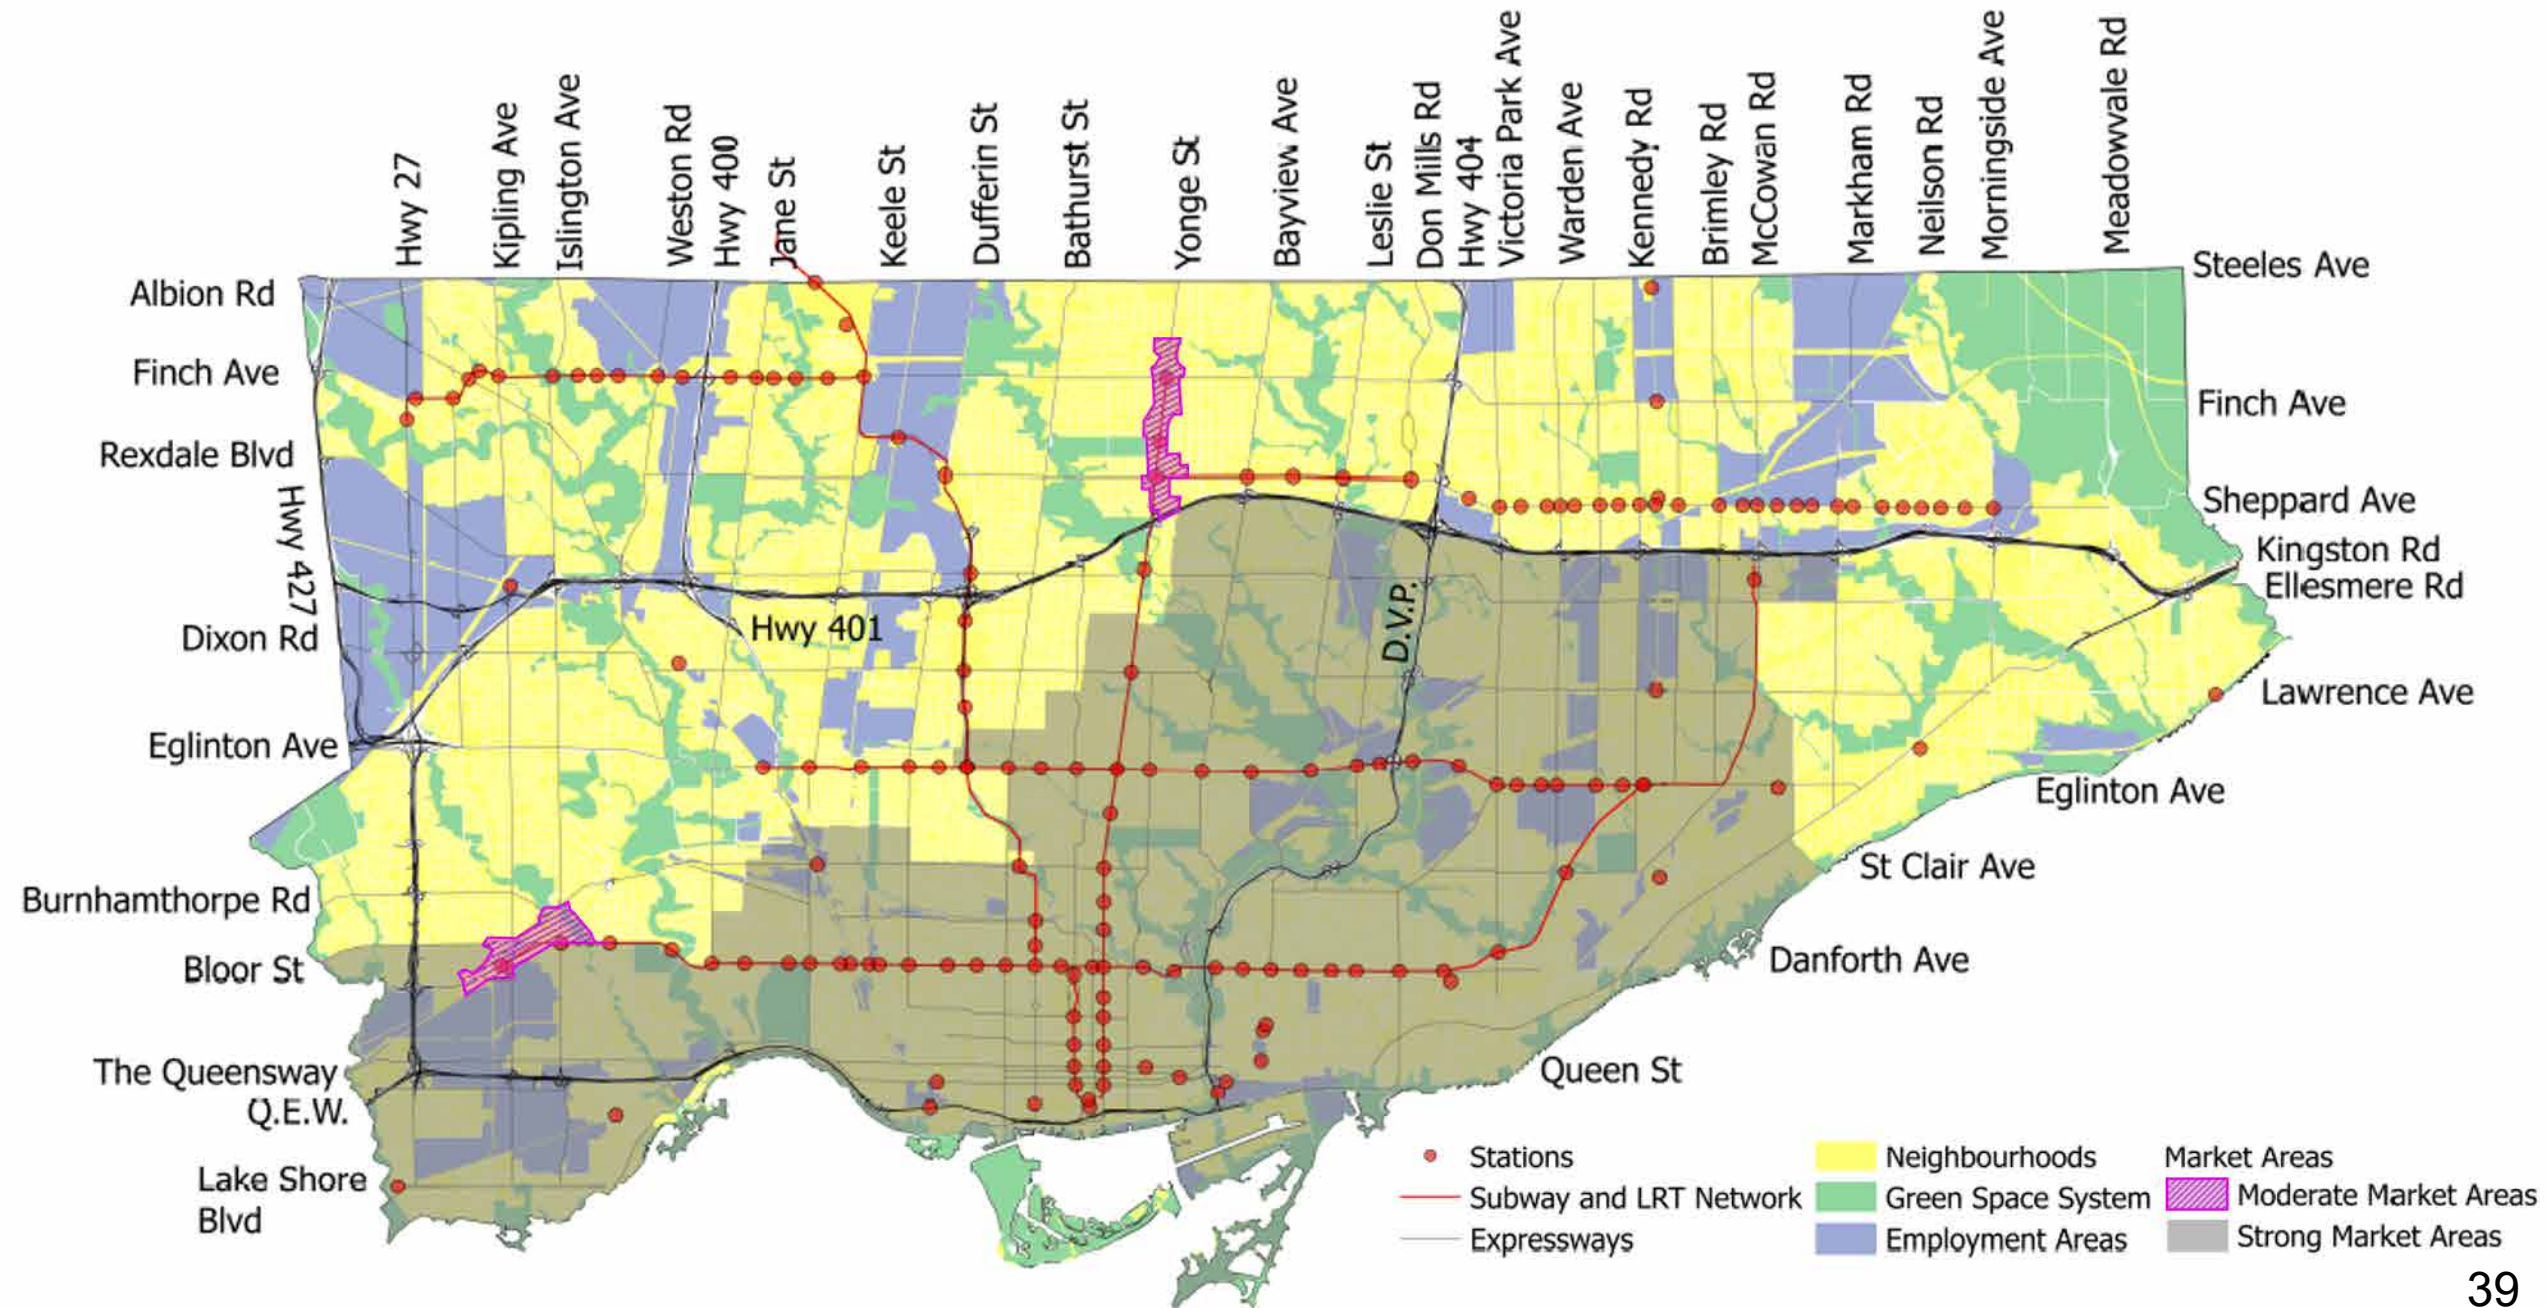 Hwy 27
Kipling Ave
Islington Ave
Weston Rd
Hwy 400
Jane St
Keele St
Dufferin St
Bathurst St
Yonge St
Bayview Ave
Leslie St
Don Mills Rd
Hwy 404
Victoria Park Ave
Warden Ave
Kennedy Rd
Brimley Rd
McCowan Rd
Markham Rd
Neilson Rd
Morningside Ave
Meadowvale Rd
Albion Rd
Finch Ave
Rexdale Blvd
Hwy 427
Dixon Rd
Eglinton Ave
Burnhamthorpe Rd
Bloor St
The Queensway
Q.E.W.
Lake Shore
Blvd
Hwy 401
D.V.P.
Steeles Ave
Finch Ave
Sheppard Ave
Kingston Rd
Ellesmere Rd
Lawrence Ave
Eglinton Ave
St Clair Ave
Danforth Ave
Queen St
Stations
Subway and LRT Network
Expressways
Neighbourhoods
Green Space System
Employment Areas
Market Areas
Moderate Market Areas
Strong Market Areas
39